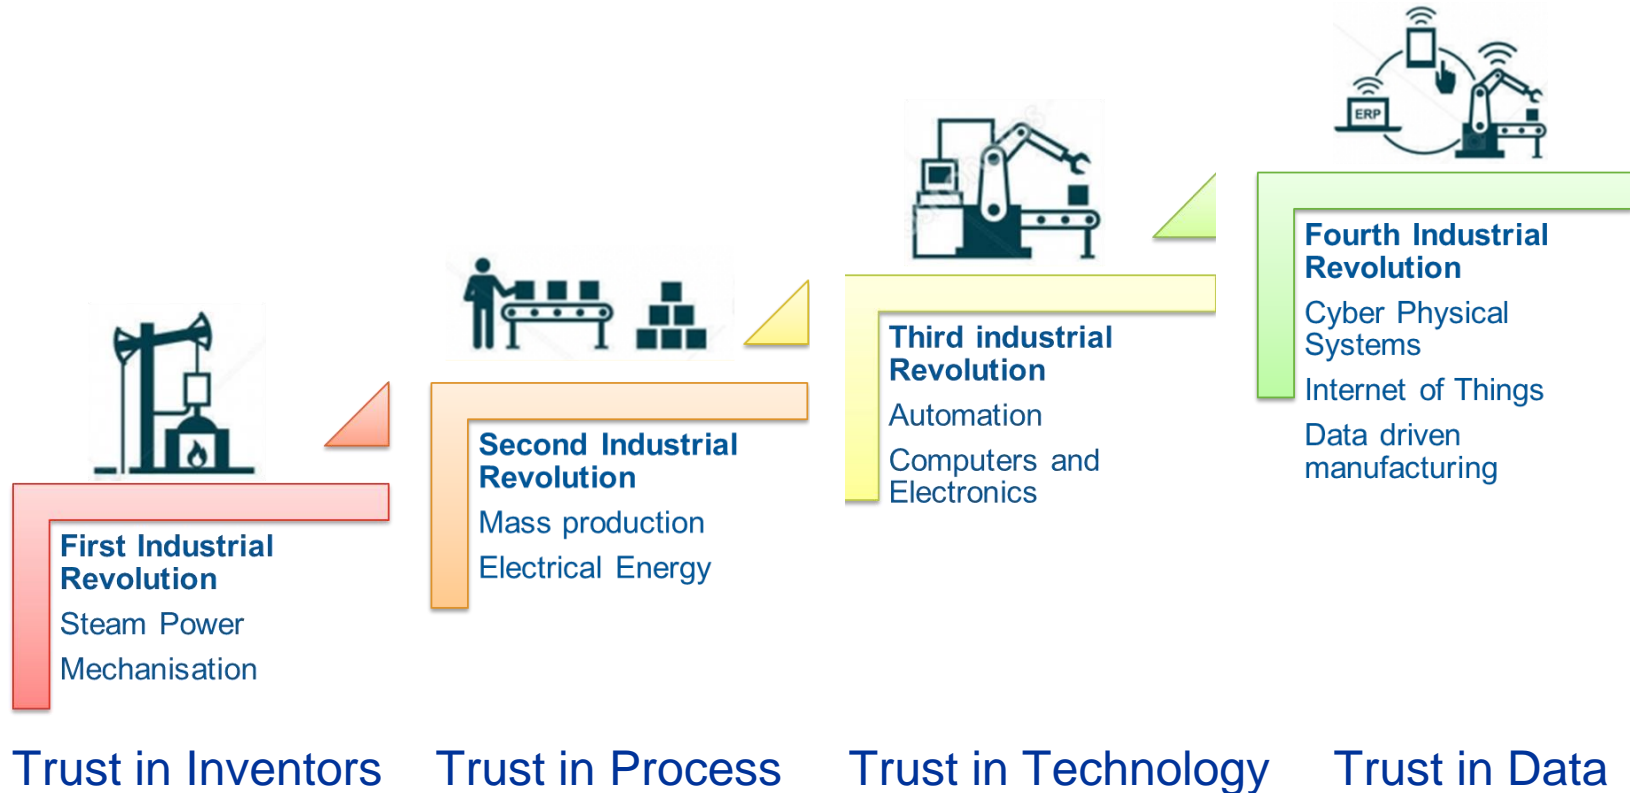 ERP
First Industrial
Revolution
Steam Power
Mechanisation
Second Industrial
Revolution
Mass production
Electrical Energy
Third industrial
Revolution
Automation
Computers and
Electronics
Fourth Industrial
Revolution
Cyber Physical
Systems
Internet of Things
Data driven
manufacturing
Trust in Inventors
Trust in Process
Trust in Technology
Trust in Data